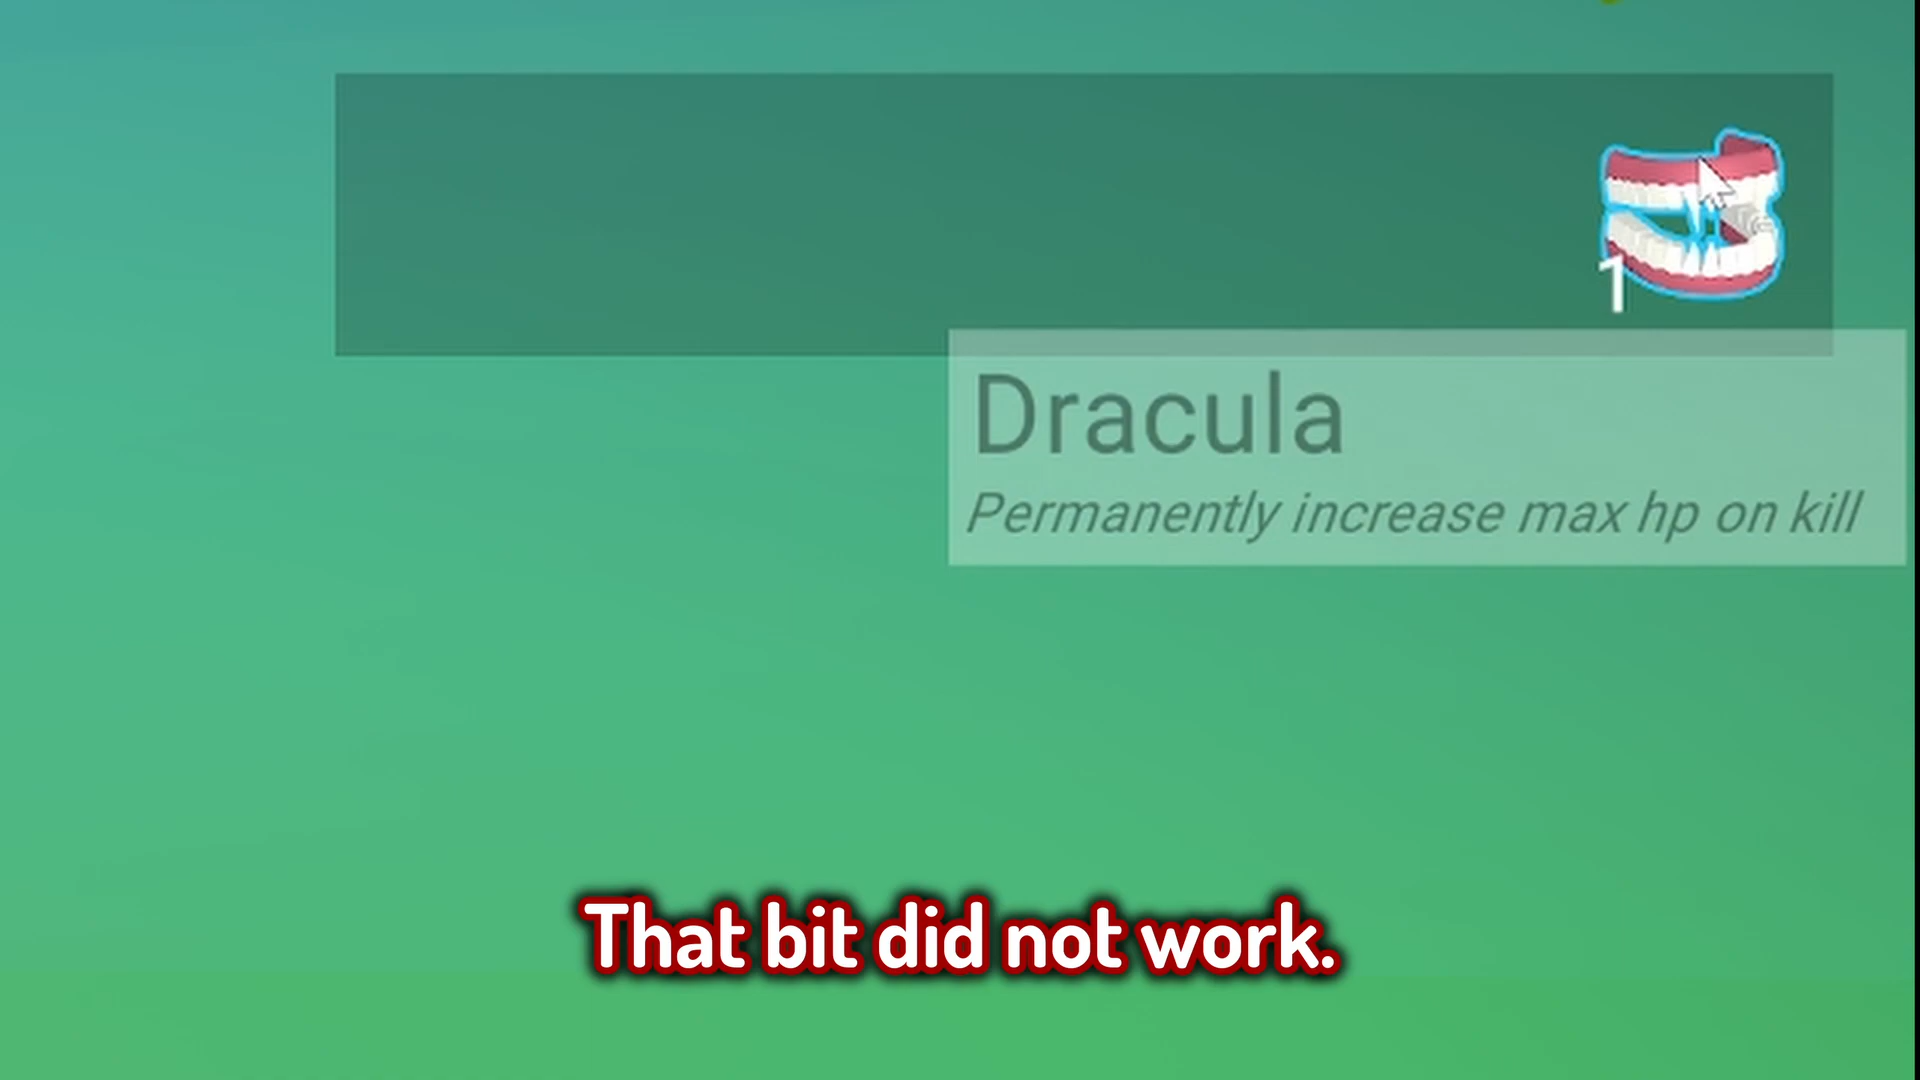 1
Dracula
Permanently increase max hp on kill
That bit did not work.